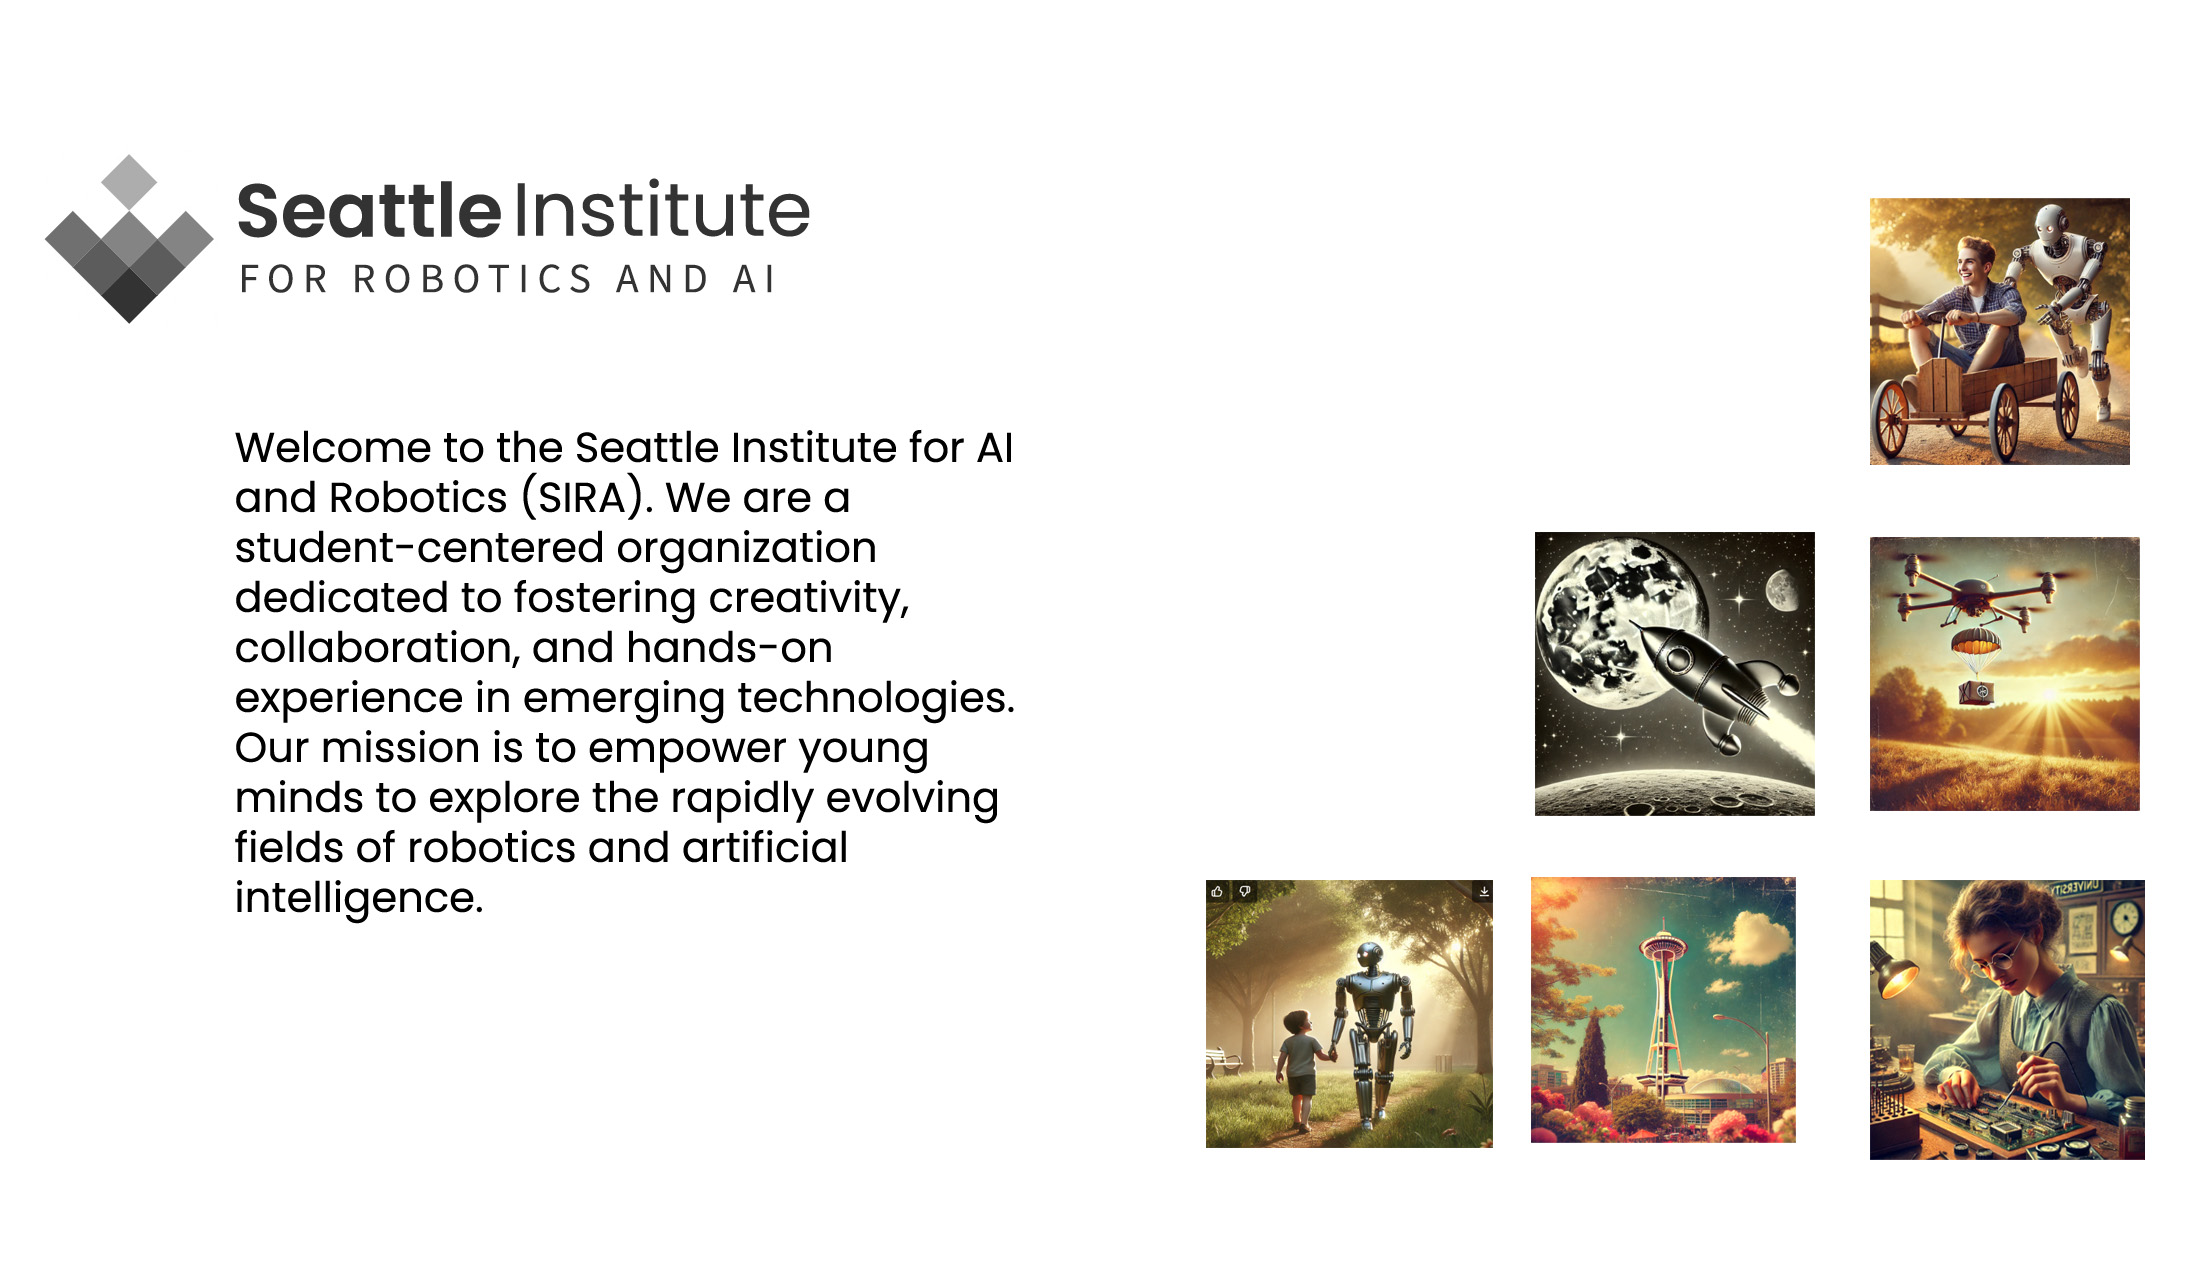 Seattle Institute
FOR ROBOTICS AND AI
Welcome to the Seattle Institute for AI
and Robotics (SIRA). We are a
student-centered organization
dedicated to fostering creativity,
collaboration, and hands-on
experience in emerging technologies.
Our mission is to empower young
minds to explore the rapidly evolving
fields of robotics and artificial
intelligence.
UNIVERSITY